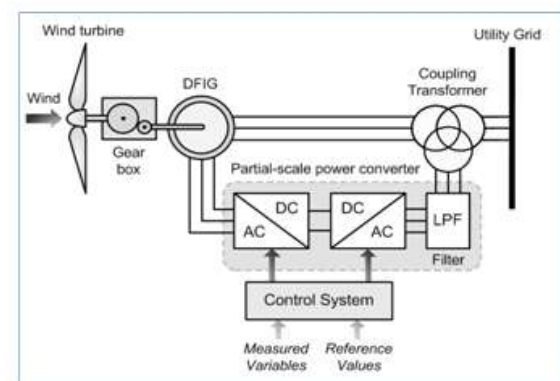 Wind turbine
Utility Grid
DFIG
Coupling
Transformer
Wind
Gear
box
Partial-scale power converter
DC
AC
DC
AC
LPF
Filter
Control System
Measured
Variables
Reference
Values